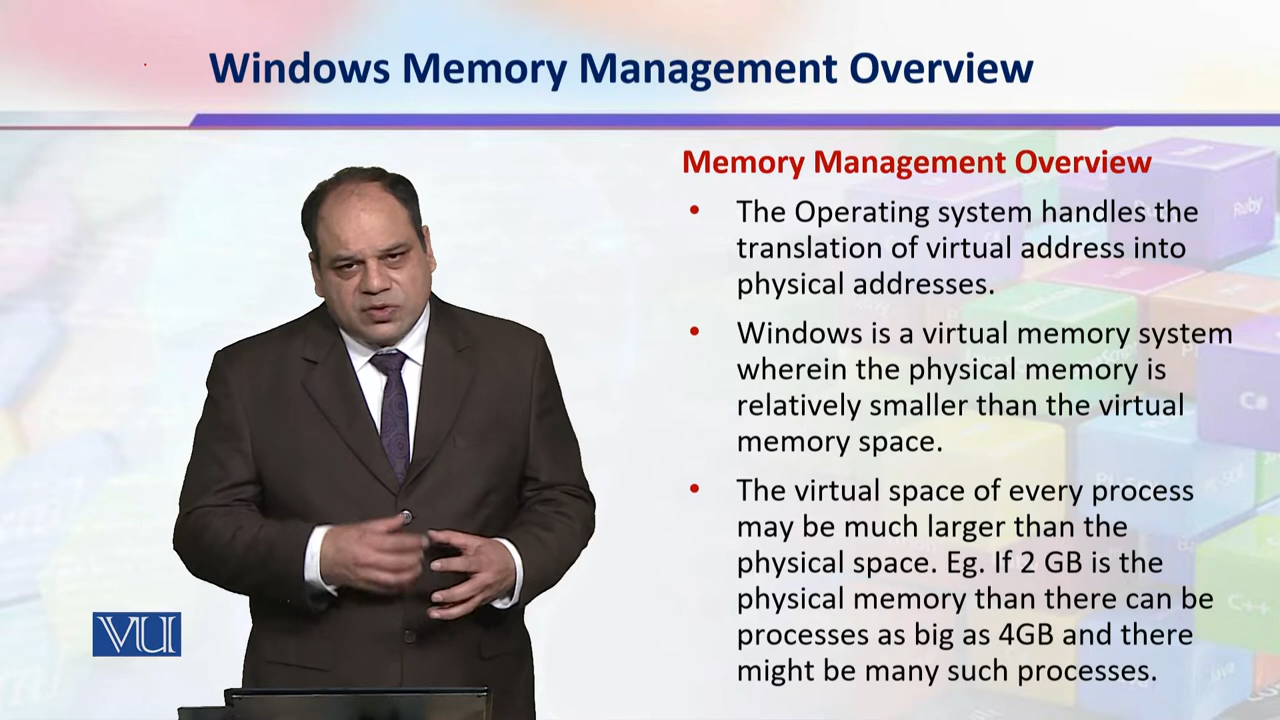 Windows Memory Management Overview
Memory Management Overview
• The Operating system handles the
translation of virtual address into
physical addresses.
• Windows is a virtual memory system
wherein the physical memory is
relatively smaller than the virtual
memory space.
• The virtual space of every process
may be much larger than the
physical space. Eg. If 2 GB is the
physical memory than there can be
processes as big as 4GB and there
might be many such processes.
VU
Ruby
C++
Java